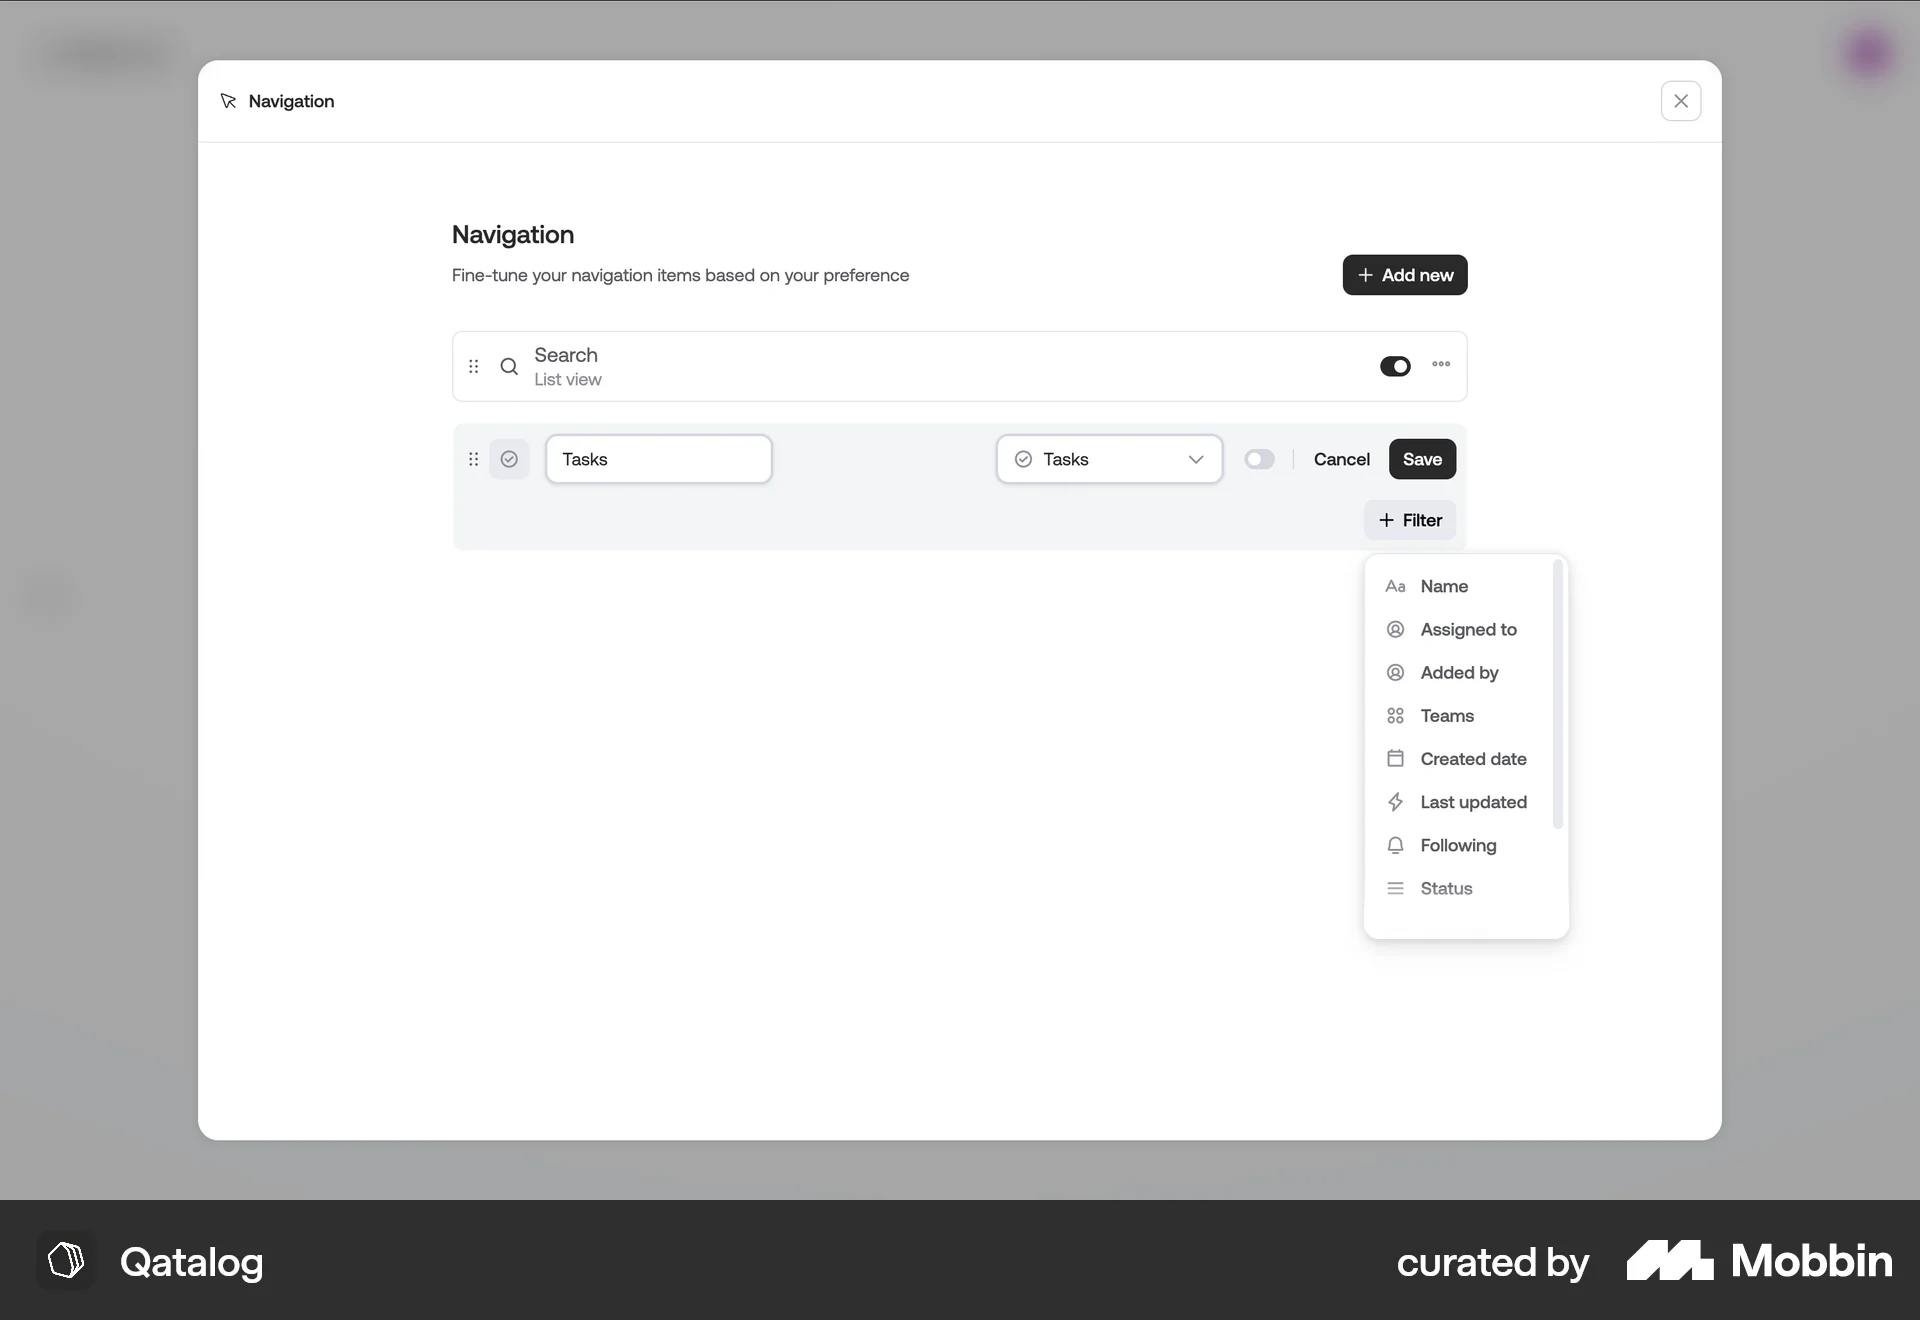 Navigation
Navigation
Fine-tune your navigation items based on your preference
+ Add new
Search
List view
Tasks
Tasks
Cancel
Save
+ Filter
Aa Name
Assigned to
Added by
Teams
Created date
Last updated
Following
Status
Qatalog
curated by Mobbin